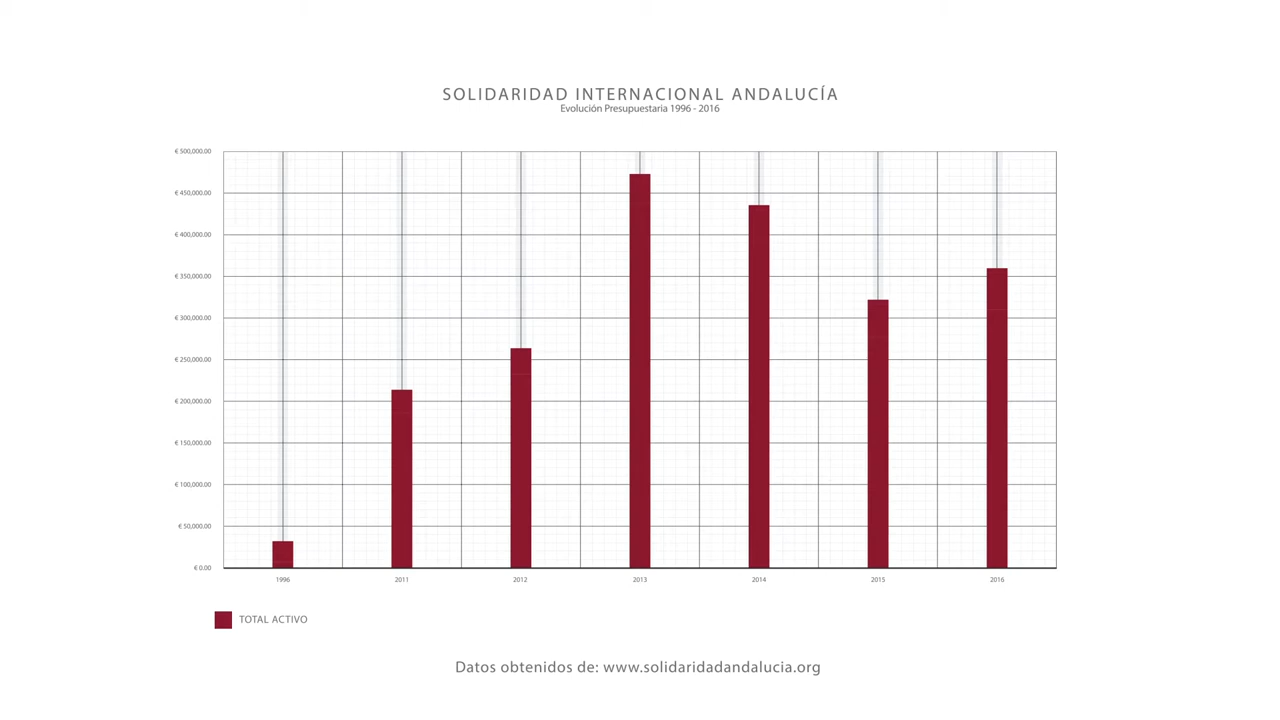 SOLIDARIDAD INTERNACIONAL ANDALUCÍA
Evolución Presupuestaria 1996 - 2016
€ 500,000.00
€ 450,000.00
€ 400,000.00
€ 350,000.00
€ 300,000.00
€ 250,000.00
€ 200,000.00
€ 150,000.00
€ 100,000.00
€ 50,000.00
€ 0.00
1996 2011 2012 2013 2014 2015 2016
TOTAL ACTIVO
Datos obtenidos de: www.solidaridadandalucia.org